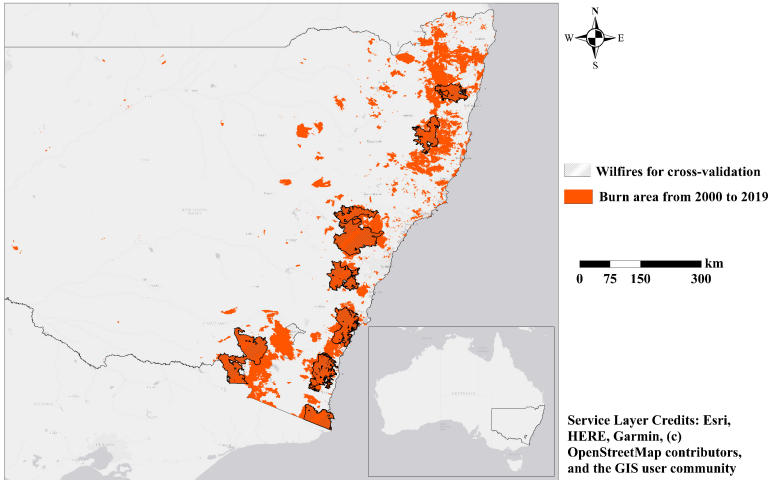 N
W E
S
Wilfires for cross-validation
Burn area from 2000 to 2019
km
0 75 150 300
AUSTRALIA
Service Layer Credits: Esri,
HERE, Garmin, (c)
OpenStreetMap contributors,
and the GIS user community